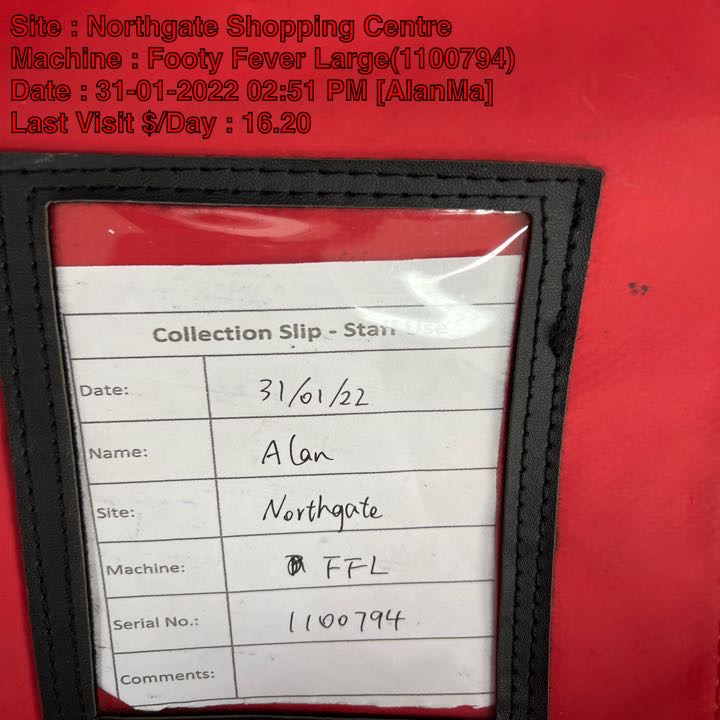 Site : Northgate Shopping Centre
Machine : Footy Fever Large(1100794)
Date : 31-01-2022 02:51 PM [AlanMa]
Last Visit $/Day : 16.20
Collection Slip - Staff Use
Date: 31/01/22
Name: Alan
Site: Northgate
Machine: FFL
Serial No.: 1100794
Comments: